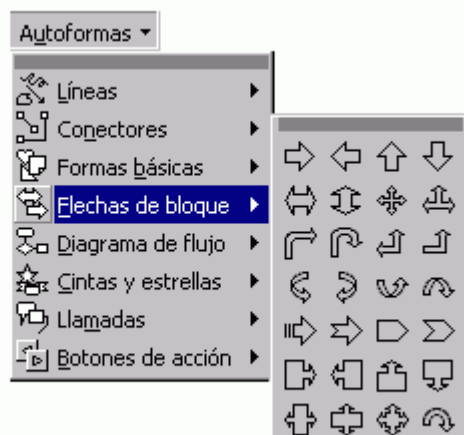 Autoformas
Líneas
Conectores
Formas básicas
Flechas de bloque
Diagrama de flujo
Cintas y estrellas
Llamadas
Botones de acción